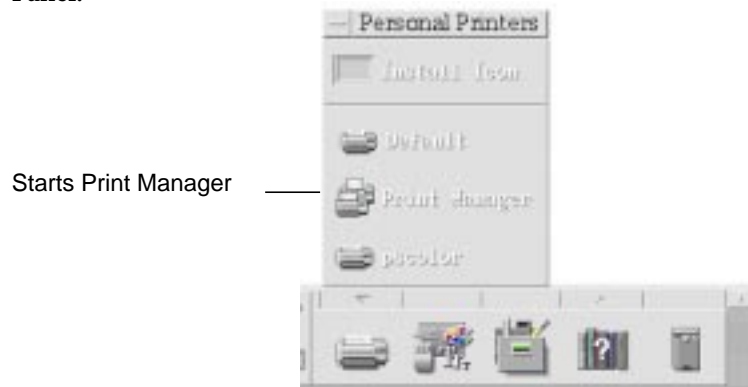 Panel.
Personal Printers
Install Icon
Default
Starts Print Manager
Print Manager
pscolor
?